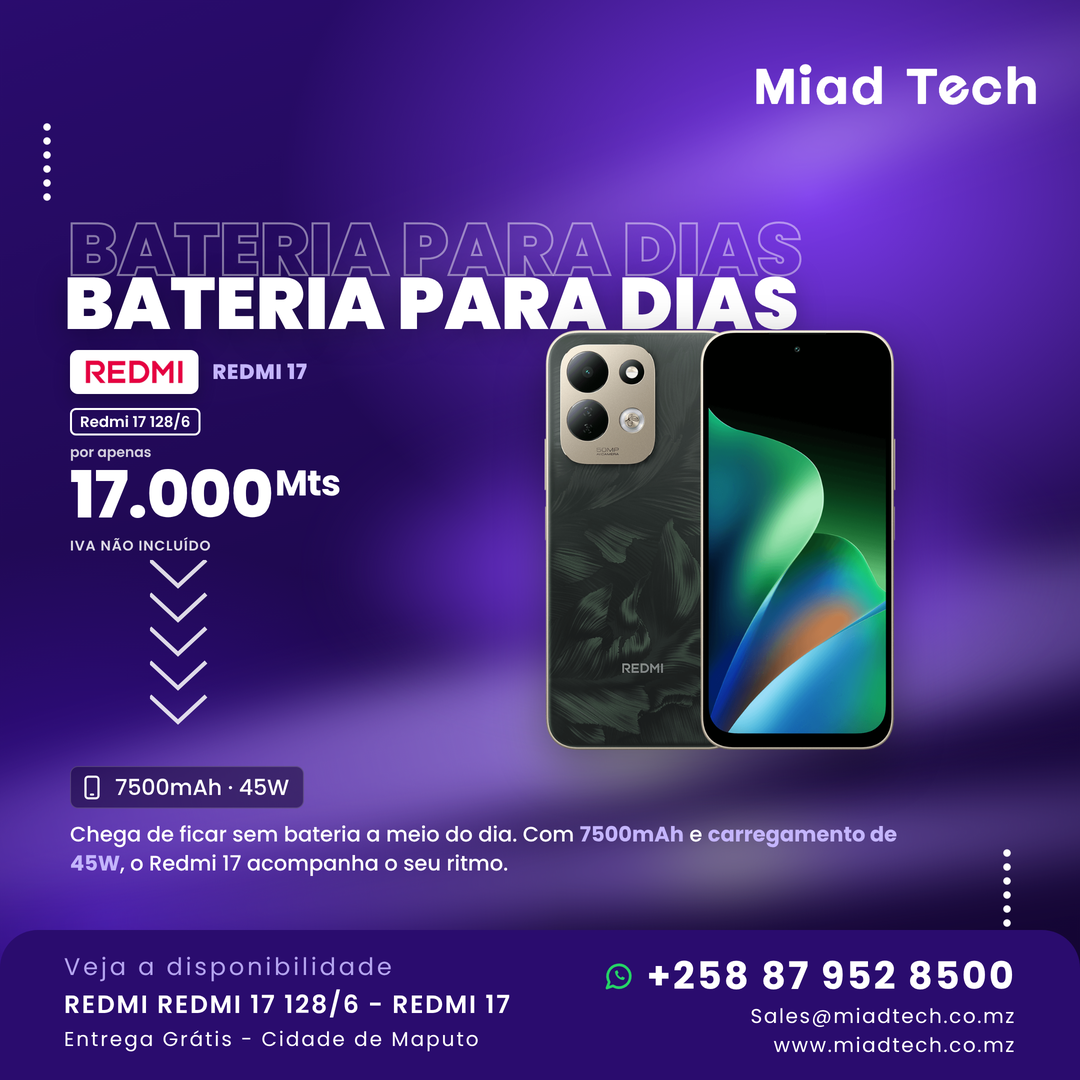 Miad Tech
BATERIA PARA DIAS
BATERIA PARA DIAS
REDMI REDMI 17
Redmi 17 128/6
por apenas
17.000Mts
IVA NÃO INCLUÍDO
50MP
REDMI
7500mAh · 45W
Chega de ficar sem bateria a meio do dia. Com 7500mAh e carregamento de
45W, o Redmi 17 acompanha o seu ritmo.
Veja a disponibilidade
REDMI REDMI 17 128/6 - REDMI 17
Entrega Grátis - Cidade de Maputo
+258 87 952 8500
Sales@miadtech.co.mz
www.miadtech.co.mz